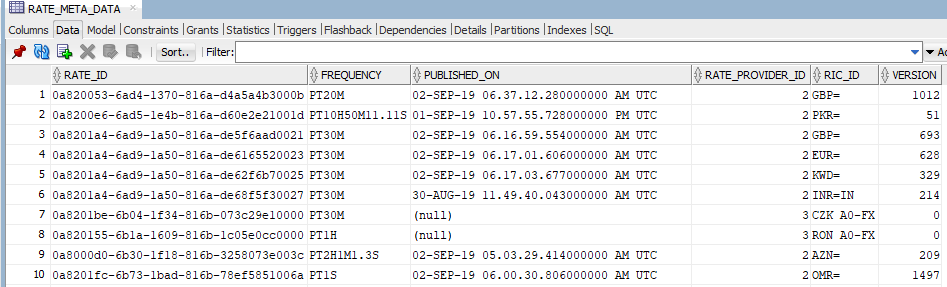 RATE_META_DATA
Columns Data Model Constraints Grants Statistics Triggers Flashback Dependencies Details Partitions Indexes SQL
Sort.. Filter:
RATE_ID FREQUENCY PUBLISHED_ON RATE_PROVIDER_ID RIC_ID VERSION
1 0a820053-6ad4-1370-816a-d4a5a4b3000b PT20M 02-SEP-19 06.37.12.280000000 AM UTC 2 GBP= 1012
2 0a8200e6-6ad5-1e4b-816a-d60e2e21001d PT10H50M11.11S 01-SEP-19 10.57.55.728000000 AM UTC 2 PKR= 51
3 0a8201a4-6ad9-1a50-816a-de5f6aad0021 PT30M 02-SEP-19 06.16.59.554000000 AM UTC 2 GBP= 693
4 0a8201a4-6ad9-1a50-816a-de6165520023 PT30M 02-SEP-19 06.17.01.606000000 AM UTC 2 EUR= 628
5 0a8201a4-6ad9-1a50-816a-de62f6b70025 PT30M 02-SEP-19 06.17.03.677000000 AM UTC 2 KWD= 329
6 0a8201a4-6ad9-1a50-816a-de68f5f30027 PT30M 30-AUG-19 11.49.40.043000000 AM UTC 2 INR=IN 214
7 0a8201be-6b04-1f34-816b-073c29e10000 PT30M (null) 3 CZK A0-FX 0
8 0a820155-6b1a-1609-816b-1c05e0cc0000 PT1H (null) 3 RON A0-FX 0
9 0a8000d0-6b30-1f18-816b-3258073e003c PT2H1M1.3S 02-SEP-19 05.03.29.414000000 AM UTC 2 AZN= 209
10 0a8201fc-6b73-1bad-816b-78ef5851006a PT1S 02-SEP-19 06.00.30.806000000 AM UTC 2 OMR= 1497